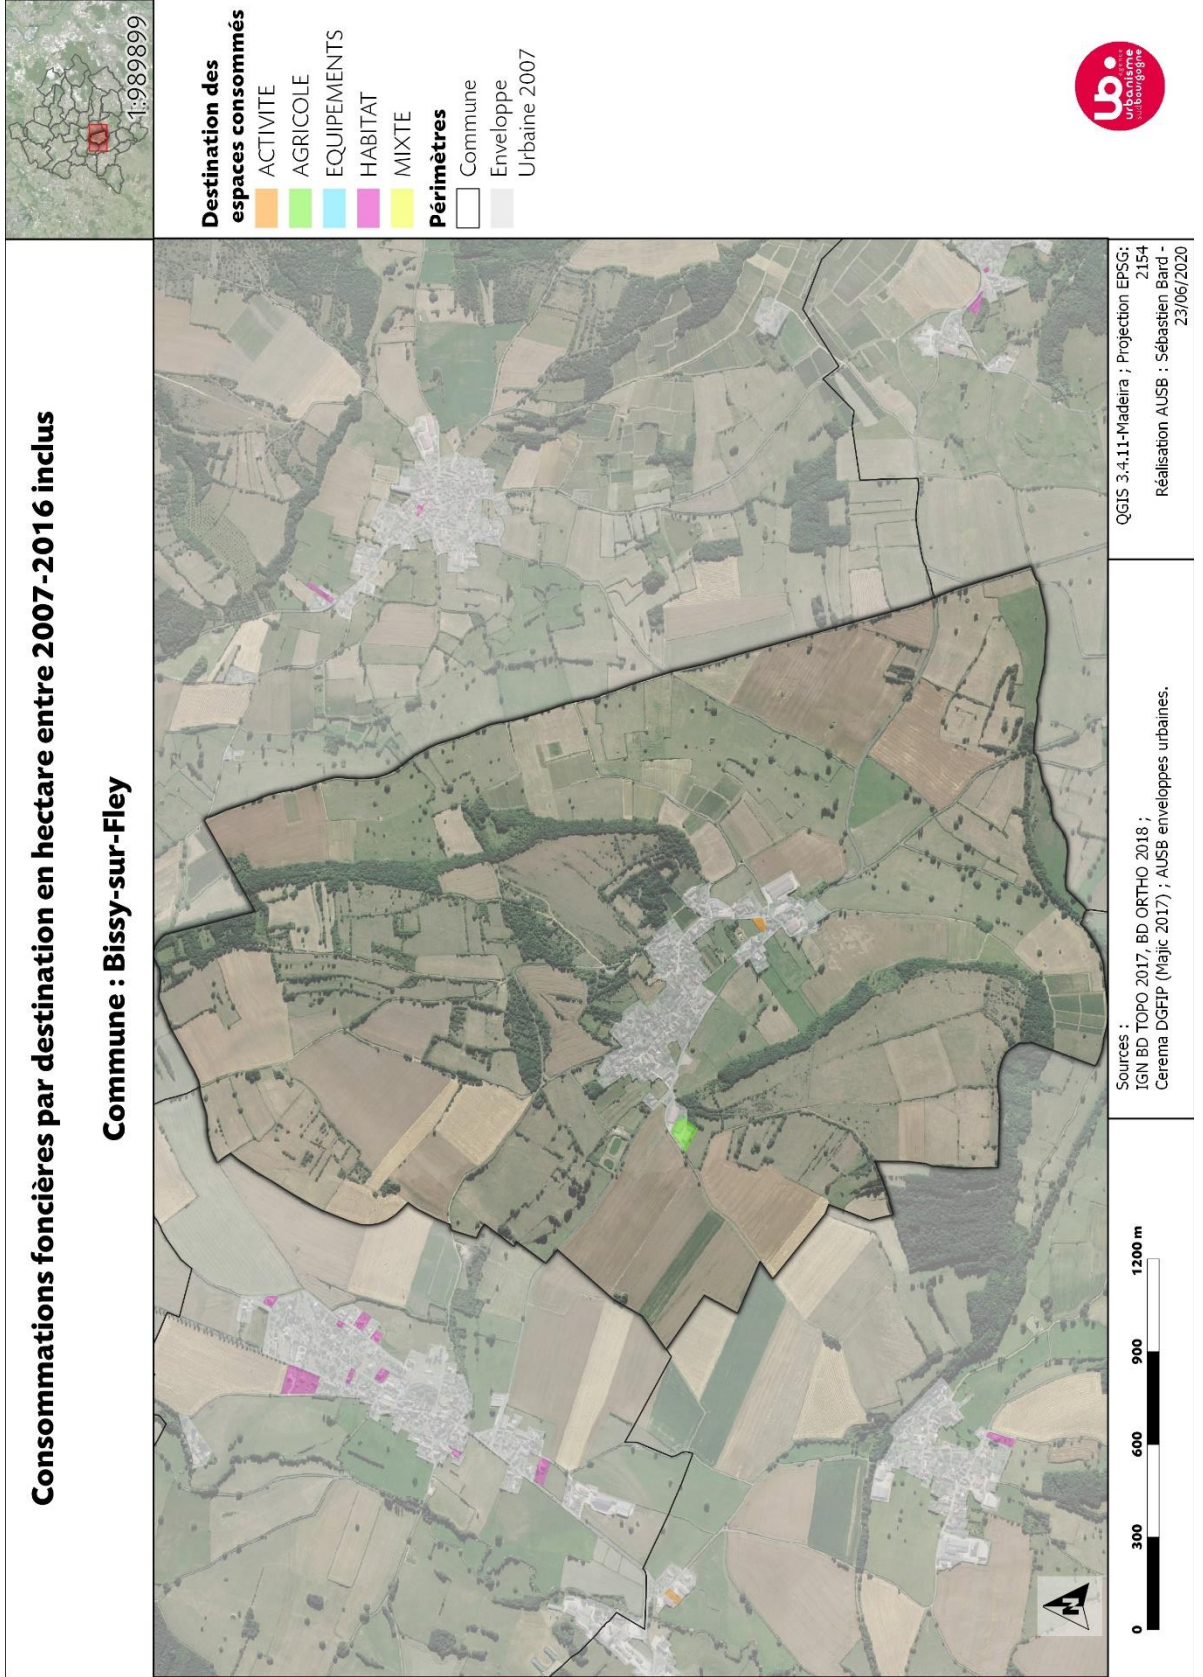 Consommations foncières par destination en hectare entre 2007-2016 inclus
Commune : Bissy-sur-Fley
1:989899
Destination des
espaces consommés
ACTIVITE
AGRICOLE
EQUIPEMENTS
HABITAT
MIXTE
Périmètres
Commune
Enveloppe
Urbaine 2007
N
0 300 600 900 1200 m
Sources :
IGN BD TOPO 2017, BD ORTHO 2018 ;
Cerema DGFIP (Majic 2017) ; AUSB enveloppes urbaines.
QGIS 3.4.11-Madeira ; Projection EPSG:
2154
Réalisation AUSB : Sébastien Bard -
23/06/2020
ub.
agence
urbanisme
sudbourgogne